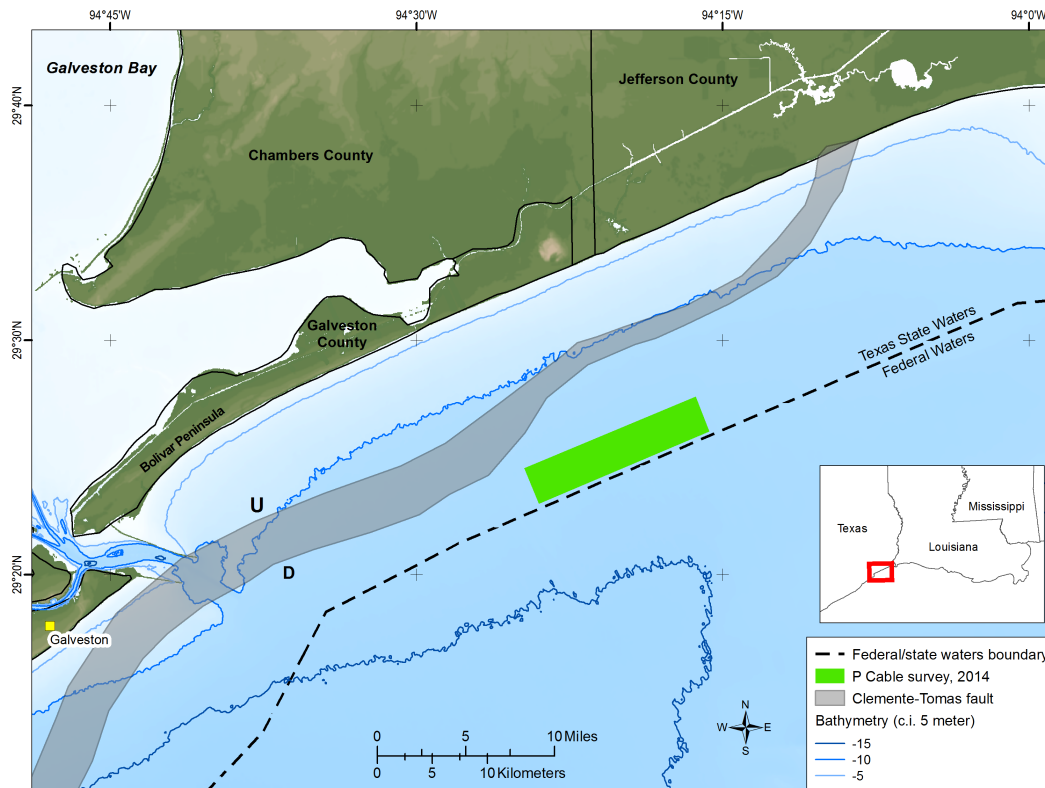 94°45'W 94°30'W 94°15'W 94°0'W
Galveston Bay
Jefferson County
29°40'N
Chambers County
29°30'N
Galveston
County
Texas State Waters
Federal Waters
Bolivar Peninsula
U
D
29°20'N
Galveston
Mississippi
Texas
Louisiana
Federal/state waters boundary
P Cable survey, 2014
Clemente-Tomas fault
Bathymetry (c.i. 5 meter)
-15
-10
-5
N
W E
S
0 5 10 Miles
0 5 10 Kilometers